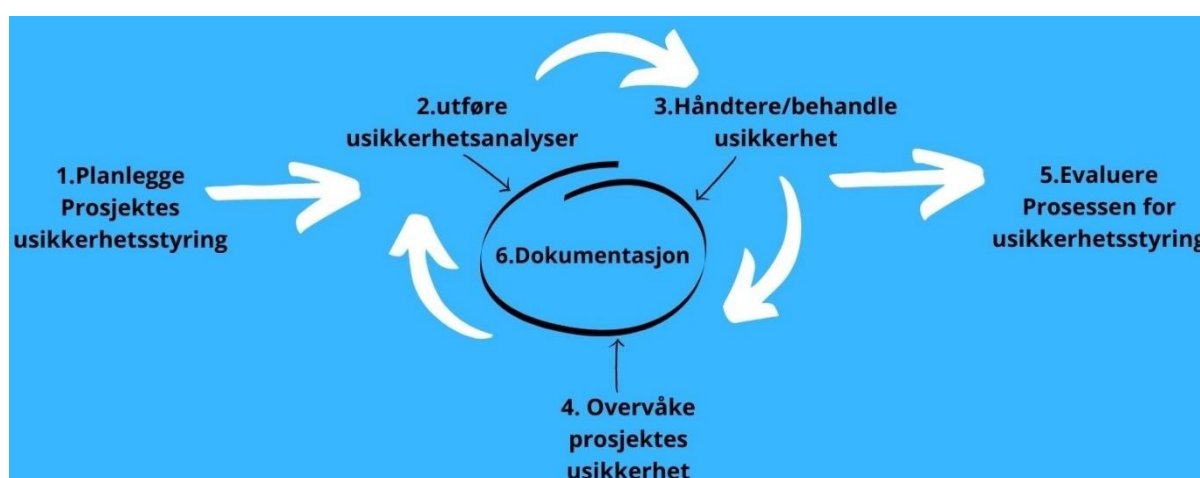 1.Planlegge
Prosjektes
usikkerhetsstyring
2.utføre
usikkerhetsanalyser
3.Håndtere/behandle
usikkerhet
4. Overvåke
prosjektes
usikkerhet
5.Evaluere
Prosessen for
usikkerhetsstyring
6.Dokumentasjon